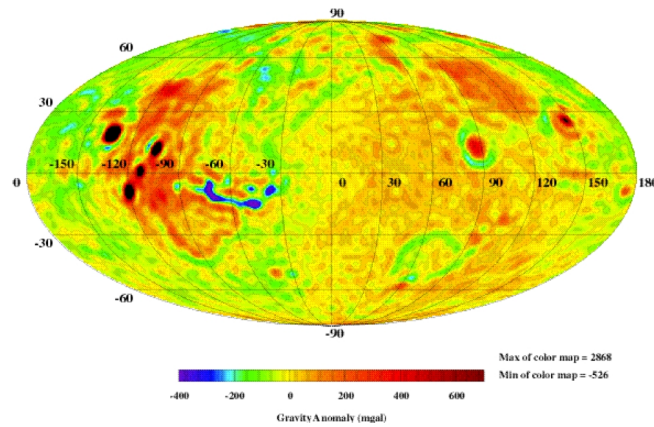 90
60
30
-150 -120 -90 -60 -30
0 0 30 60 90 120 150 180
-30
-60
-90
Max of color map = 2868
Min of color map = -526
-400 -200 0 200 400 600
Gravity Anomaly (mgal)